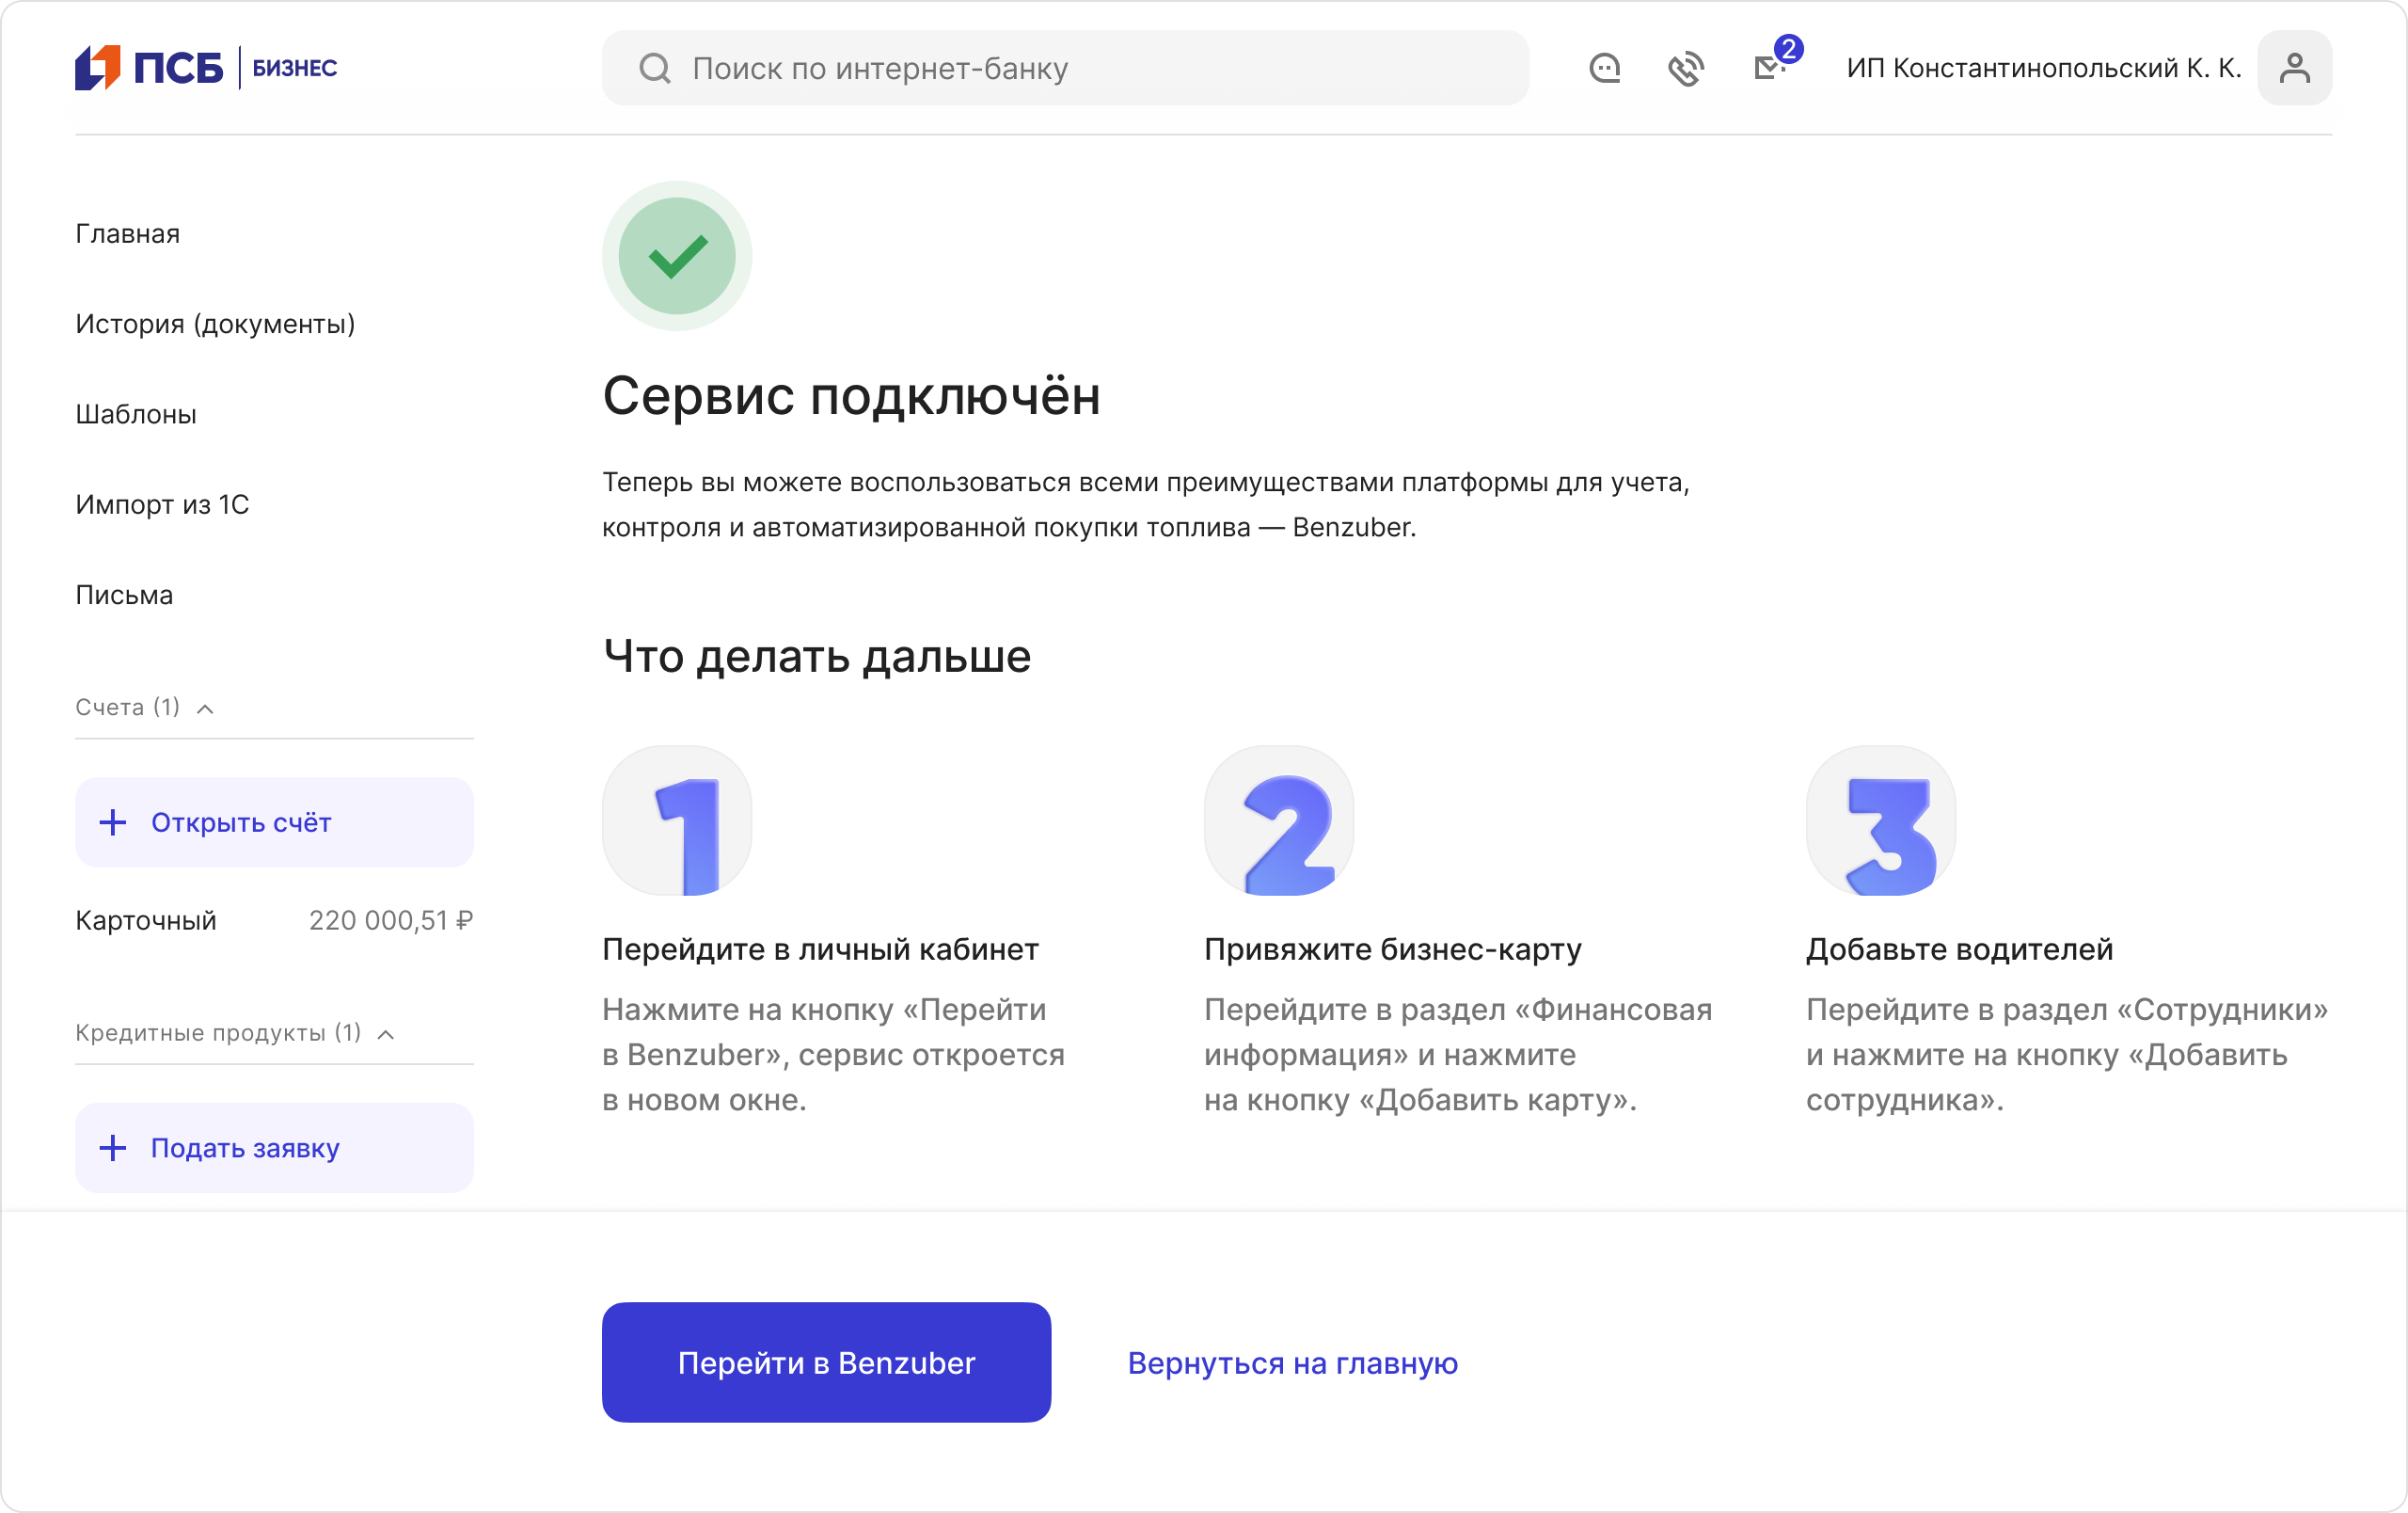 ПСБ БИЗНЕС
Поиск по интернет-банку
2
ИП Константинопольский К. К.
Главная
История (документы)
Шаблоны
Импорт из 1С
Письма
Счета (1)
Открыть счёт
Карточный 220 000,51 ₽
Кредитные продукты (1)
Подать заявку
Сервис подключён
Теперь вы можете воспользоваться всеми преимуществами платформы для учета,
контроля и автоматизированной покупки топлива — Benzuber.
Что делать дальше
1
Перейдите в личный кабинет
Нажмите на кнопку «Перейти
в Benzuber», сервис откроется
в новом окне.
2
Привяжите бизнес-карту
Перейдите в раздел «Финансовая
информация» и нажмите
на кнопку «Добавить карту».
3
Добавьте водителей
Перейдите в раздел «Сотрудники»
и нажмите на кнопку «Добавить
сотрудника».
Перейти в Benzuber
Вернуться на главную